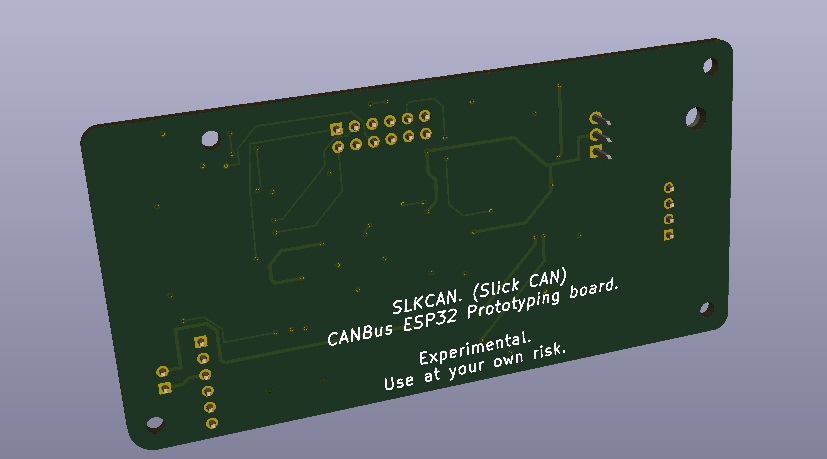 SLKCAN. (Slick CAN)
CANBus ESP32 Prototyping board.
Experimental.
Use at your own risk.